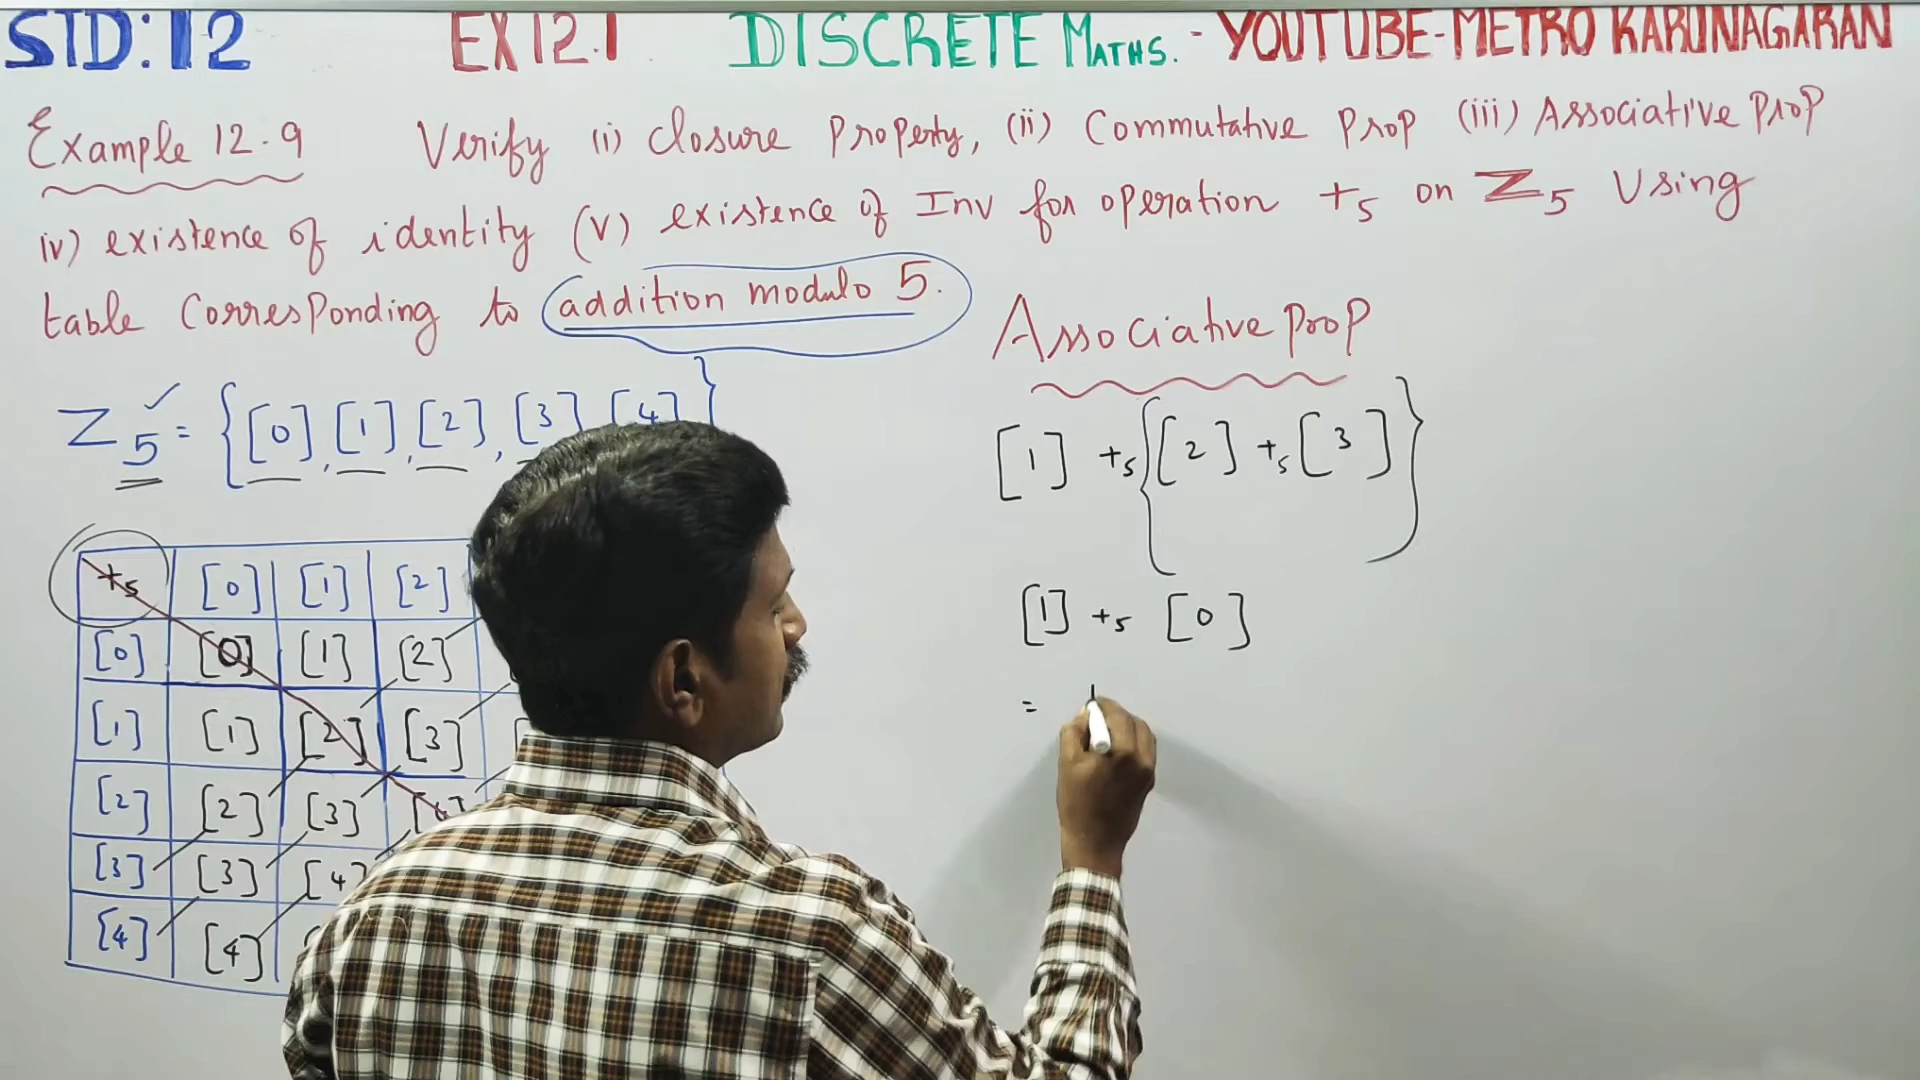 STD: 12 EX 12.1 DISCRETE MATHS. - YOUTUBE-METRO KARUNAGARAN
Example 12.9 Verify (i) closure Property, (ii) Commutative Prop (iii) Associative Prop
iv) existence of identity (v) existence of Inv for operation +5 on Z5 Using
table Corresponding to addition modulo 5.
Associative prop
Z5 = {[0], [1], [2], [3], [4]}
[1] +5 {[2] +5 [3]}
+5 [0] [1] [2]
[0] [0] [1] [2]
[1] [1] [2] [3]
[2] [2] [3]
[3] [3] [4]
[4] [4]
[1] +5 [0]
=